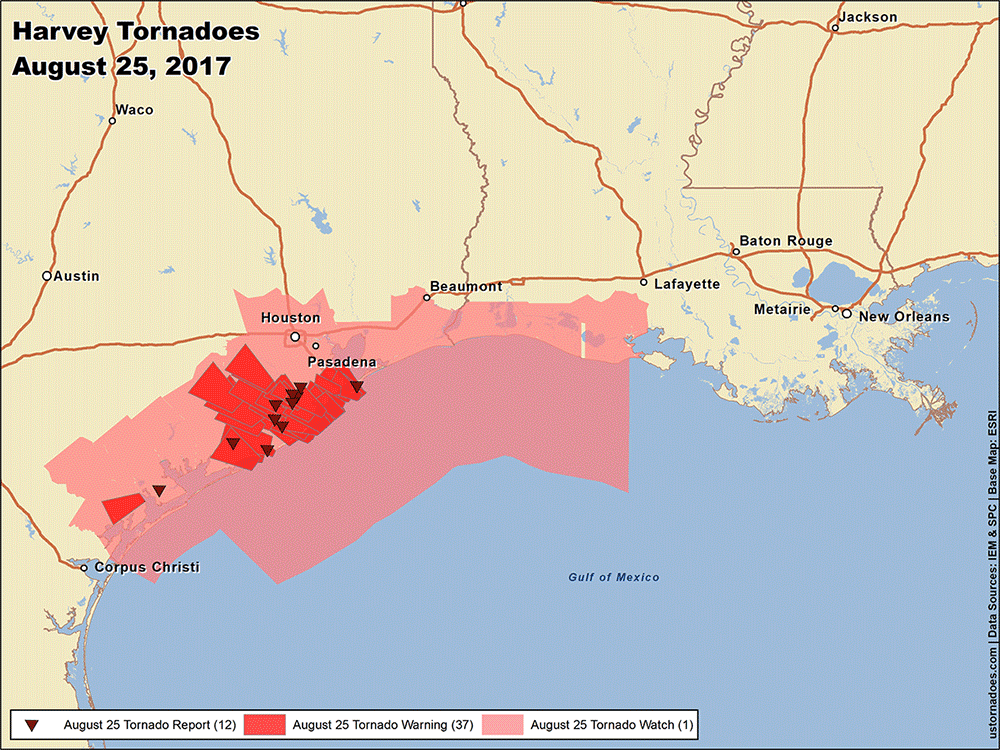 Harvey Tornadoes
August 25, 2017
Jackson
Waco
Baton Rouge
Austin
Beaumont
Lafayette
Houston
Metairie
New Orleans
Pasadena
Corpus Christi
Gulf of Mexico
August 25 Tornado Report (12)
August 25 Tornado Warning (37)
August 25 Tornado Watch (1)
ustornadoes.com | Data Sources: IEM & SPC | Base Map: ESRI